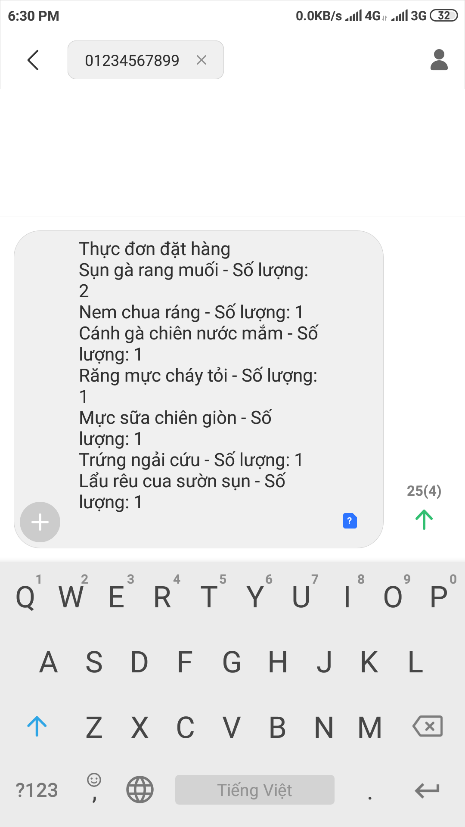 6:30 PM 0.0KB/s 4G 3G 32
01234567899
Thực đơn đặt hàng
Sụn gà rang muối - Số lượng:
2
Nem chua ráng - Số lượng: 1
Cánh gà chiên nước mắm - Số
lượng: 1
Răng mực cháy tỏi - Số lượng:
1
Mực sữa chiên giòn - Số
lượng: 1
Trứng ngải cứu - Số lượng: 1
Lẩu rêu cua sườn sụn - Số
lượng: 1
25(4)
1 2 3 4 5 6 7 8 9 0
Q W E R T Y U I O P
A S D F G H J K L
Z X C V B N M
?123 , Tiếng Việt .